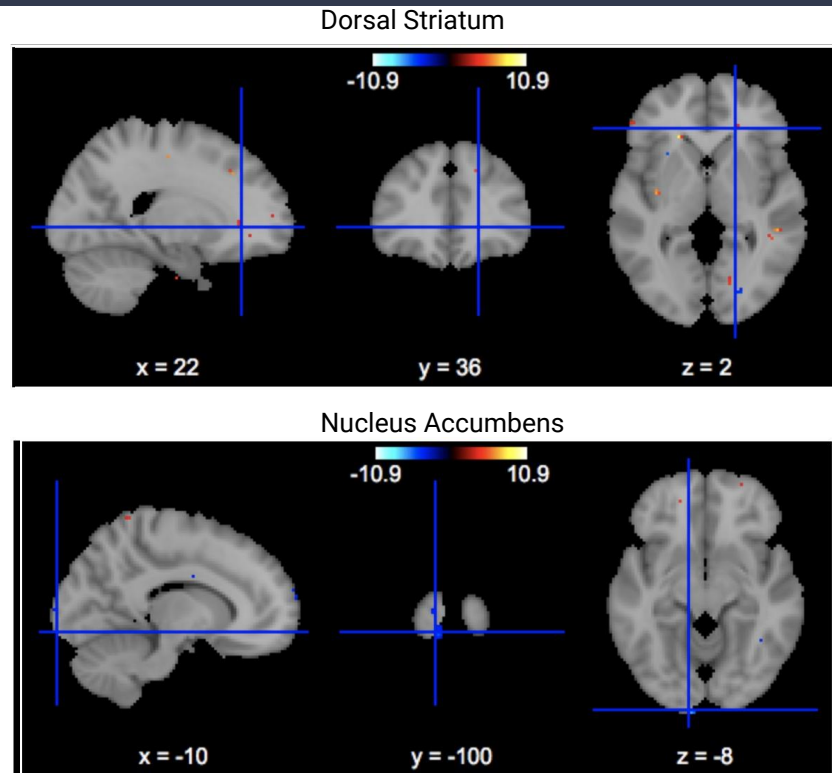 Dorsal Striatum
-10.9 10.9
x = 22 y = 36 z = 2
Nucleus Accumbens
-10.9 10.9
x = -10 y = -100 z = -8